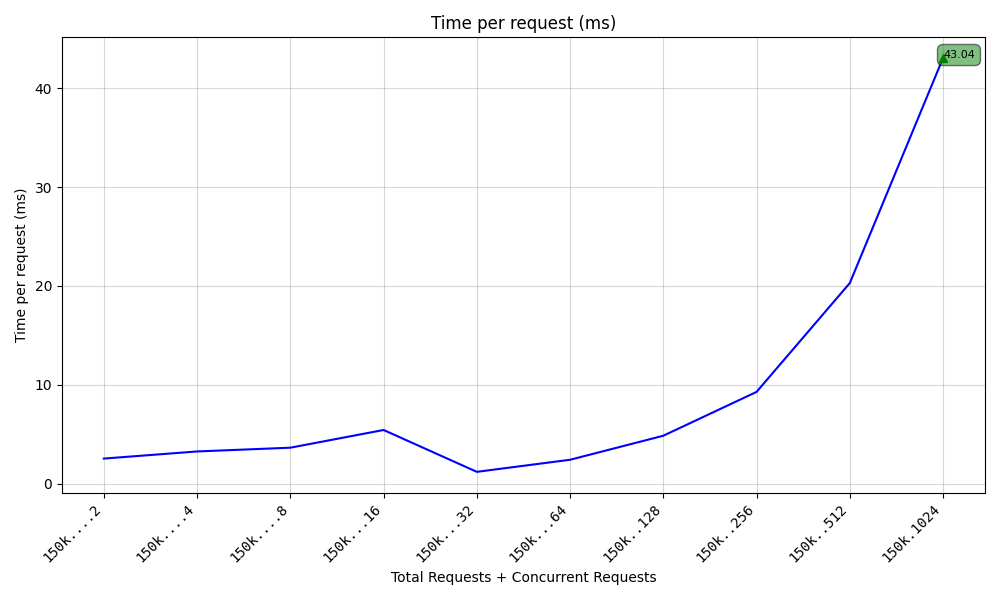 Time per request (ms)
43.04
Time per request (ms)
40
30
20
10
0
150k....2
150k....4
150k....8
150k...16
150k...32
150k...64
150k..128
150k..256
150k..512
150k.1024
Total Requests + Concurrent Requests